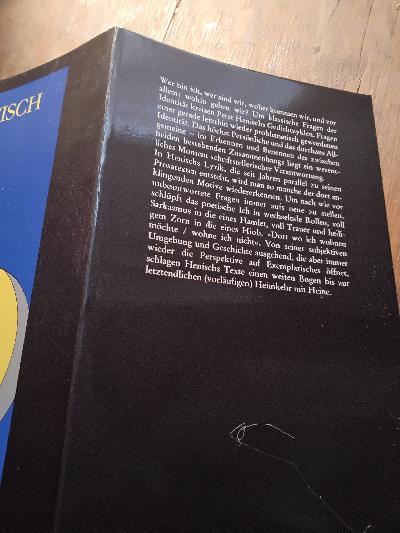 ISCH
Wer bin ich, wer sind wir, woher kommen wir, und vor
allem: wohin gehen wir? Um klassische Fragen der
Identität kreisen Peter Henischs Gedichtzyklen. Fragen
einer gerade letzthin wieder problematisch gewordenen
Identität. Das höchst Persönliche und das durchaus All-
gemeine – im Erkennen und Benennen des zwischen
beiden bestehenden Zusammenhangs liegt ein wesent-
liches Moment schriftstellerischer Verantwortung.
In Henischs Lyrik, die seit Jahren parallel zu seinen
Prosatexten entsteht, wird man so manche der dort an-
klingenden Motive wiedererkennen. Um nach wie vor
unbeantwortete Fragen immer aufs neue zu stellen,
schlüpft das poetische Ich in wechselnde Rollen, voll
Sarkasmus in die eines Hamlet, voll Trauer und heili-
gem Zorn in die eines Hiob. »Dort wo ich wohnen
möchte / wohne ich nicht«. Von seiner subjektiven
Umgebung und Geschichte ausgehend, die aber immer
wieder die Perspektive auf Exemplarisches öffnet,
schlagen Henischs Texte einen weiten Bogen bis zur
letztendlichen (vorläufigen) Heimkehr mit Heine.